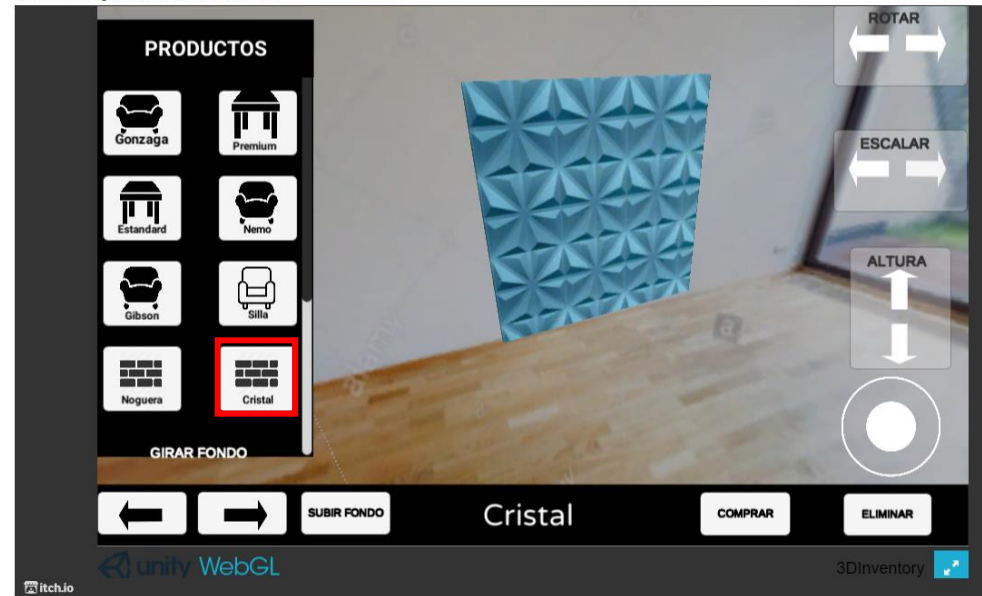 PRODUCTOS
Gonzaga
Premium
Estandard
Nemo
Gibson
Silla
Noguera
Cristal
GIRAR FONDO
ROTAR
ESCALAR
ALTURA
alamy
a
SUBIR FONDO
Cristal
COMPRAR
ELIMINAR
unity WebGL
3DInventory
itch.io